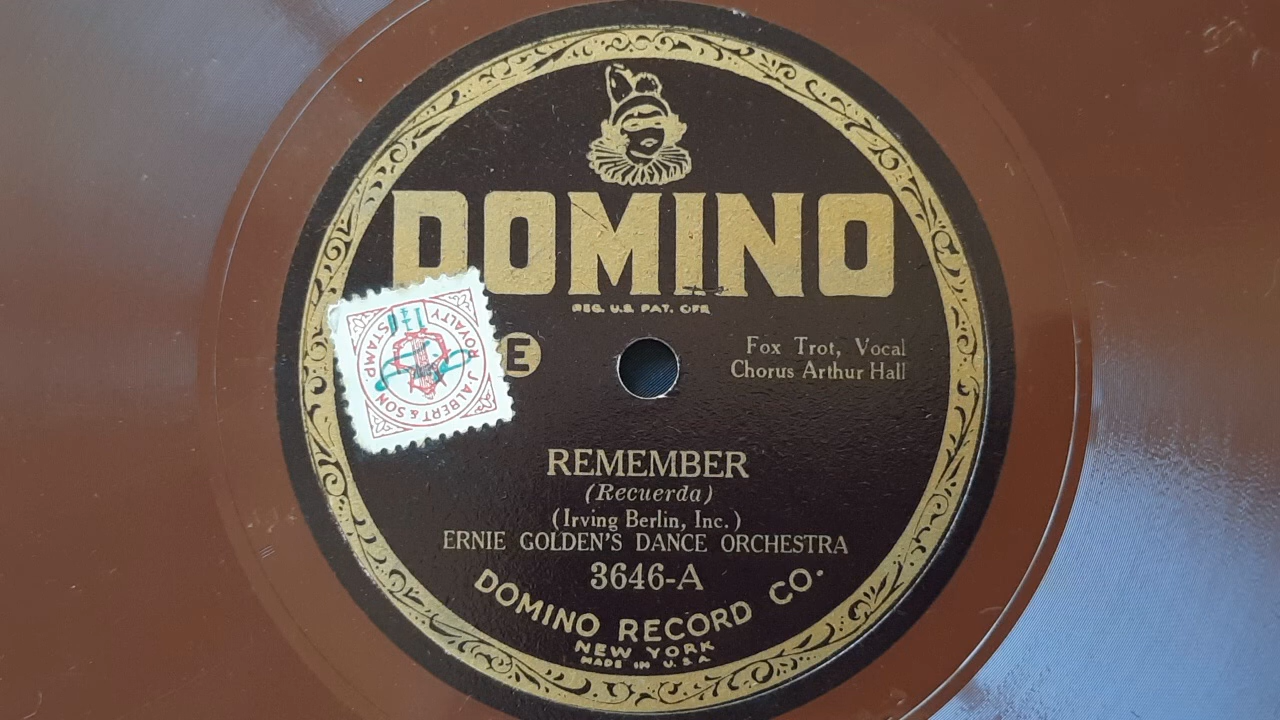 DOMINO
REG. U.S. PAT. OFF.
ROYALTY STAMP
J. ALBERT & SON
E
Fox Trot, Vocal
Chorus Arthur Hall
REMEMBER
(Recuerda)
(Irving Berlin, Inc.)
ERNIE GOLDEN'S DANCE ORCHESTRA
3646-A
DOMINO RECORD CO.
NEW YORK
MADE IN U.S.A.